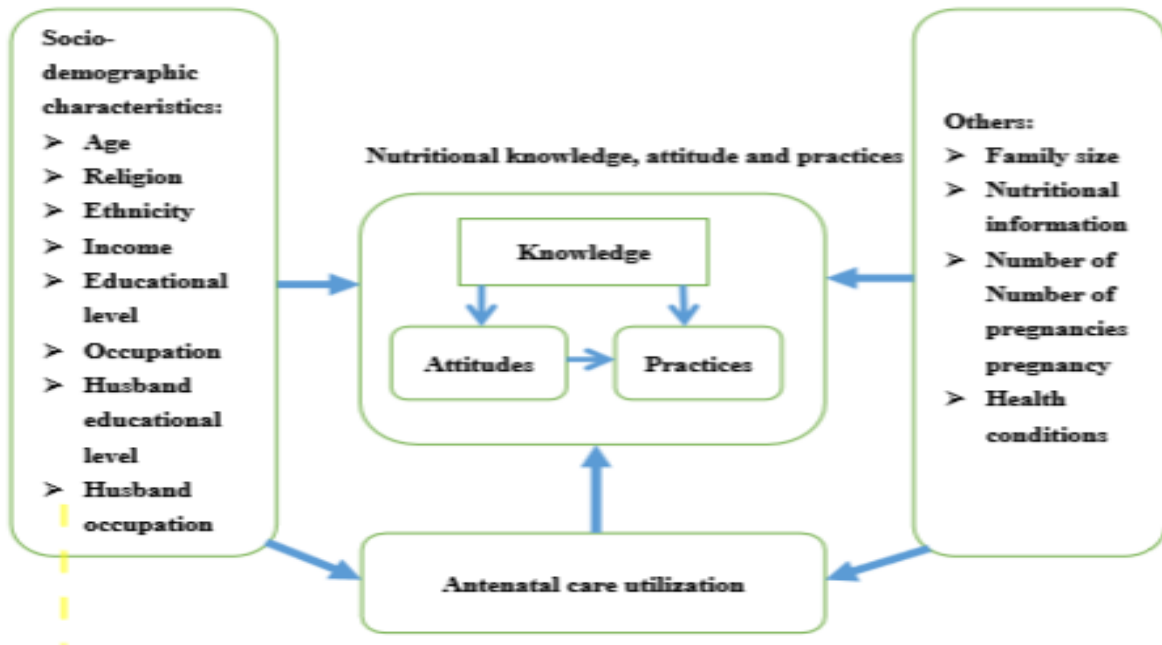 Socio-
demographic
characteristics:
➢ Age
➢ Religion
➢ Ethnicity
➢ Income
➢ Educational
level
➢ Occupation
➢ Husband
educational
level
➢ Husband
occupation
Nutritional knowledge, attitude and practices
Knowledge
Attitudes
Practices
Antenatal care utilization
Others:
➢ Family size
➢ Nutritional
information
➢ Number of
Number of
pregnancies
pregnancy
➢ Health
conditions